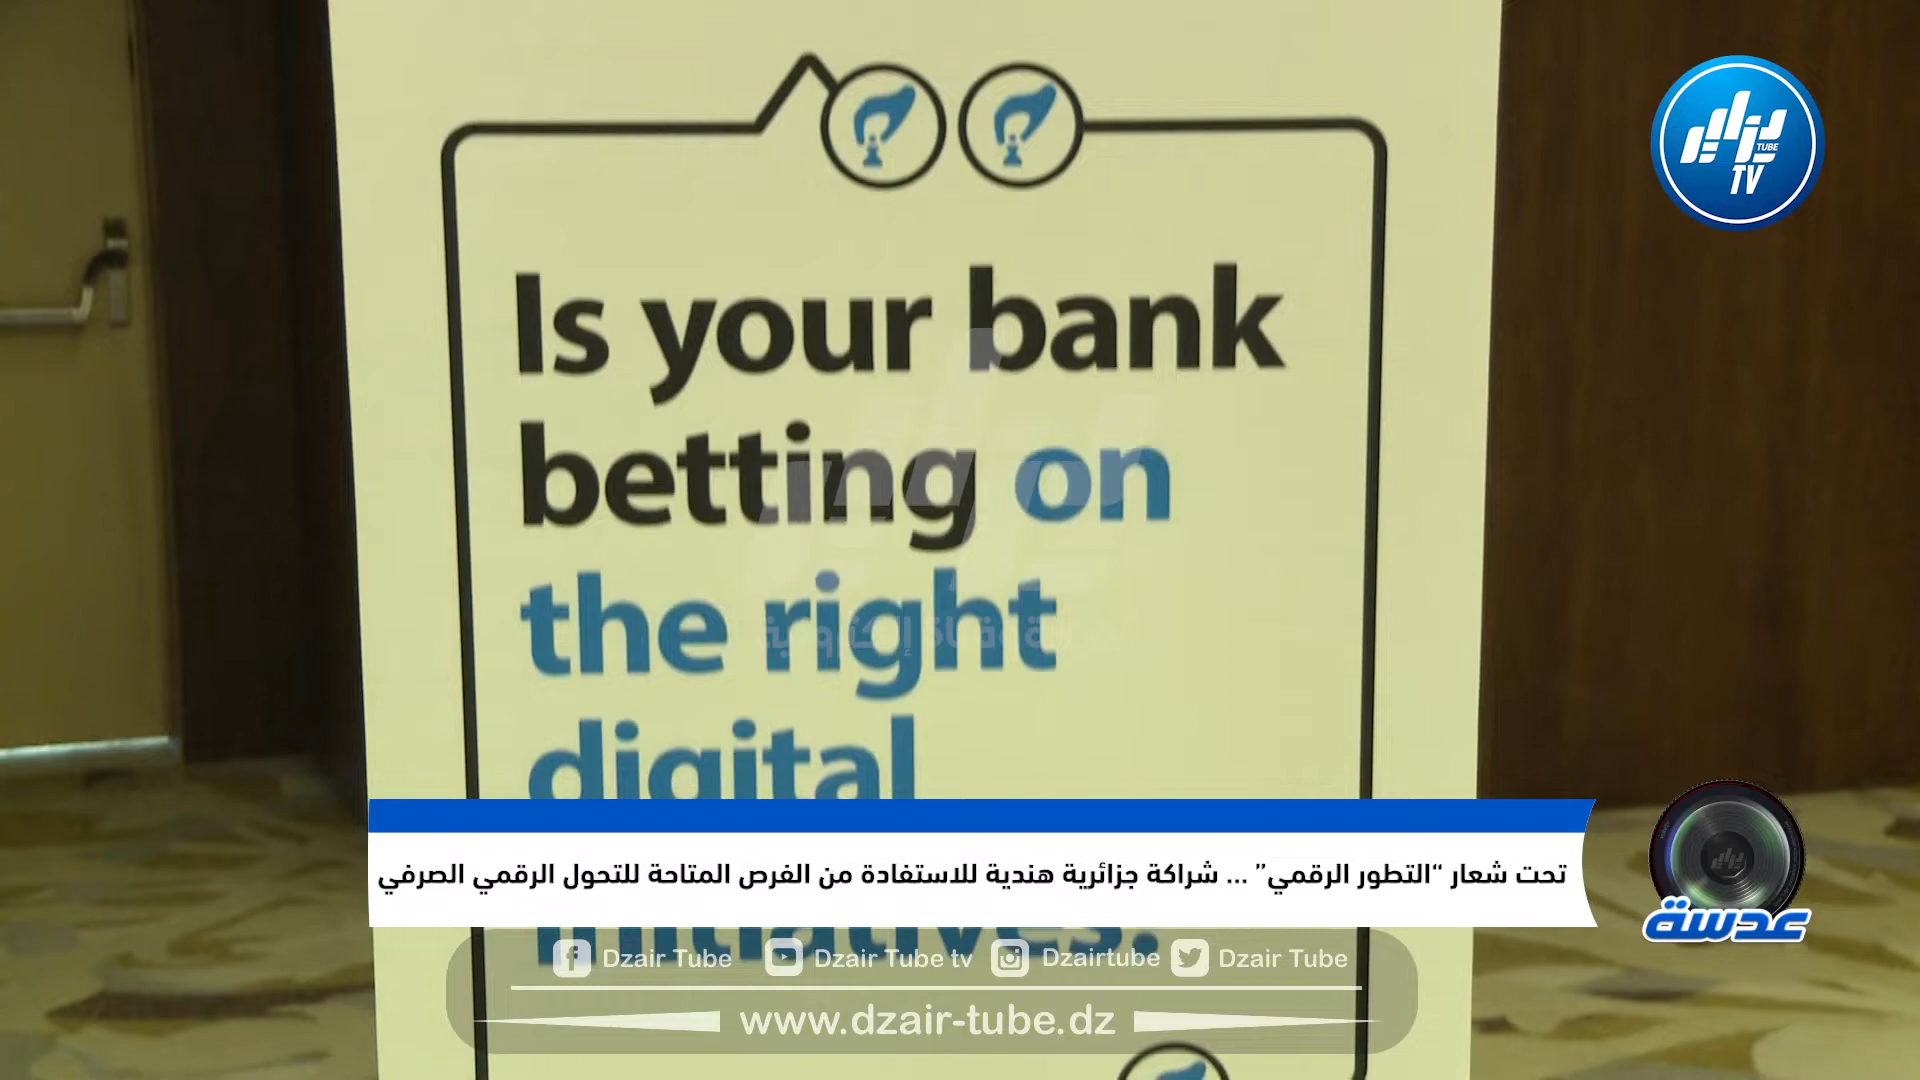 Is your bank
betting on
the right
digital
initiatives.
TUBE
TV
تحت شعار “التطور الرقمي” ... شراكة جزائرية هندية للاستفادة من الفرص المتاحة للتحول الرقمي الصرفي
عدسة
Dzair Tube Dzair Tube tv Dzairtube Dzair Tube
www.dzair-tube.dz